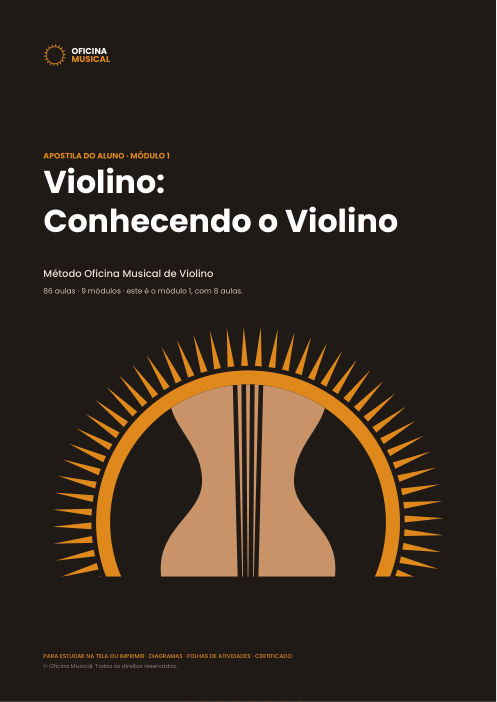 OFICINA
MUSICAL
APOSTILA DO ALUNO · MÓDULO 1
Violino:
Conhecendo o Violino
Método Oficina Musical de Violino
86 aulas · 9 módulos · este é o módulo 1, com 8 aulas.
PARA ESTUDAR NA TELA OU IMPRIMIR · DIAGRAMAS · FOLHAS DE ATIVIDADES · CERTIFICADO
© Oficina Musical. Todos os direitos reservados.